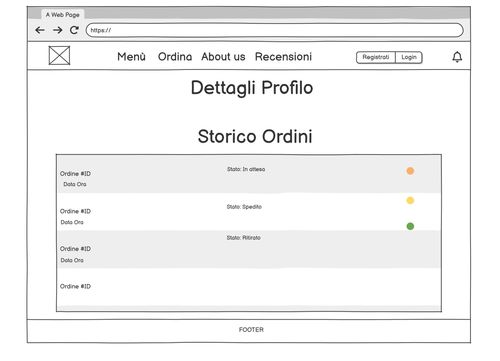 A Web Page
https://
Menù Ordina About us Recensioni Registrati Login
Dettagli Profilo
Storico Ordini
Ordine #ID Stato: In attesa
Data Ora
Ordine #ID Stato: Spedito
Data Ora
Stato: Ritirato
Ordine #ID
Data Ora
Ordine #ID
FOOTER